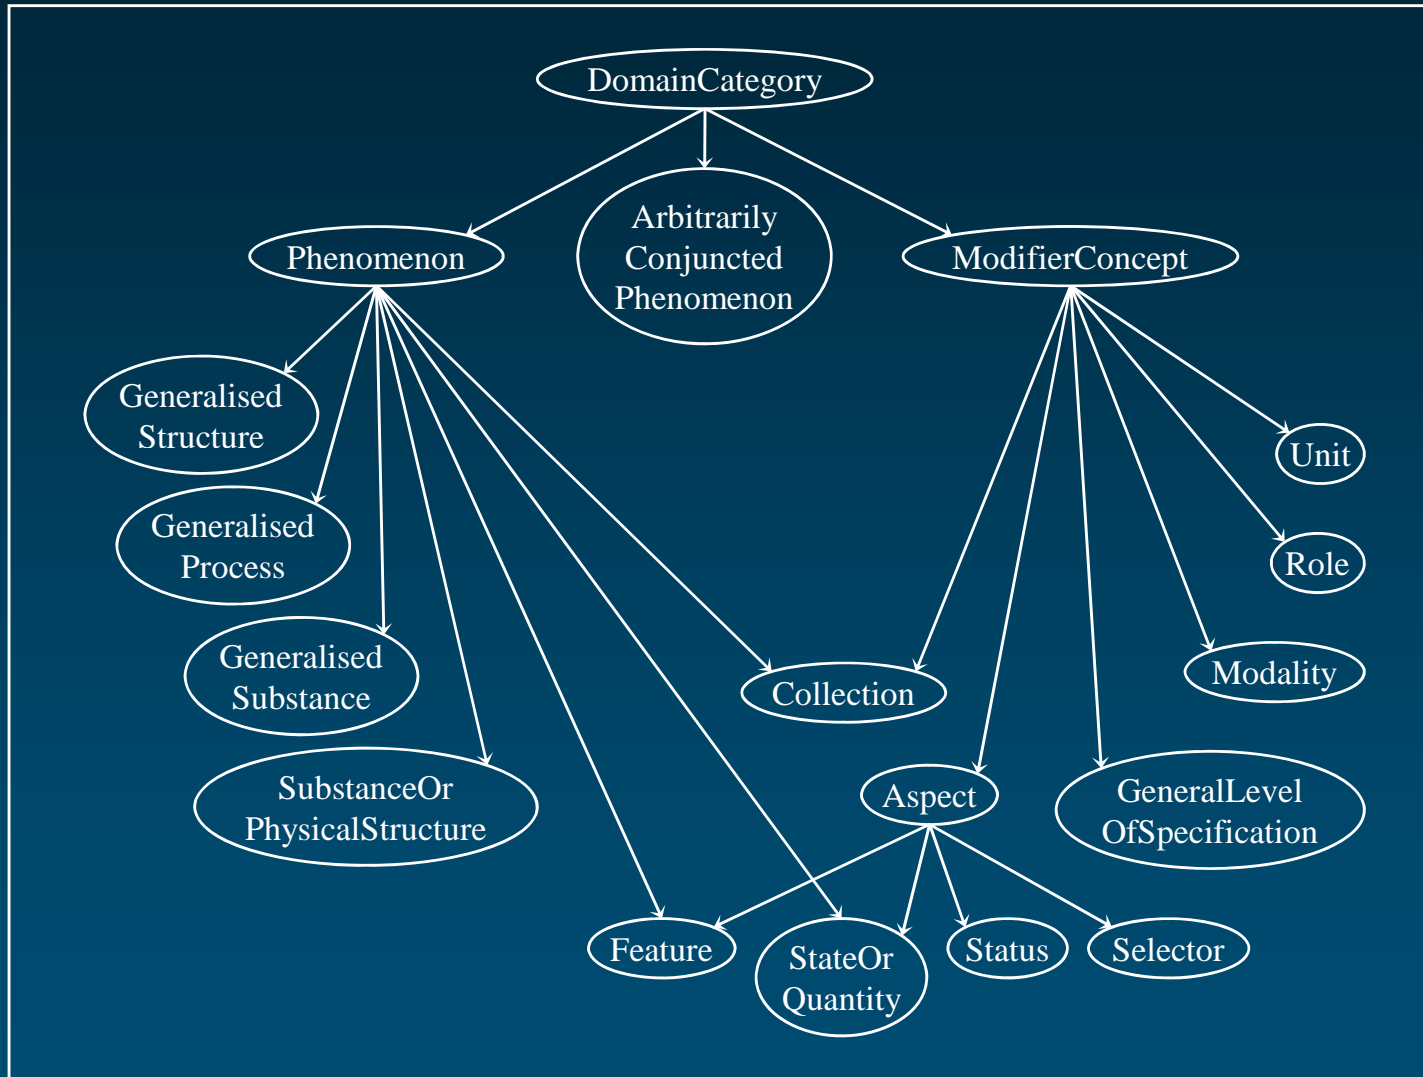 DomainCategory
Arbitrarily
Conjuncted
Phenomenon
Phenomenon
ModifierConcept
Generalised
Structure
Unit
Generalised
Process
Role
Generalised
Substance
Modality
Collection
SubstanceOr
PhysicalStructure
Aspect
GeneralLevel
OfSpecification
Feature
StateOr
Quantity
Status
Selector